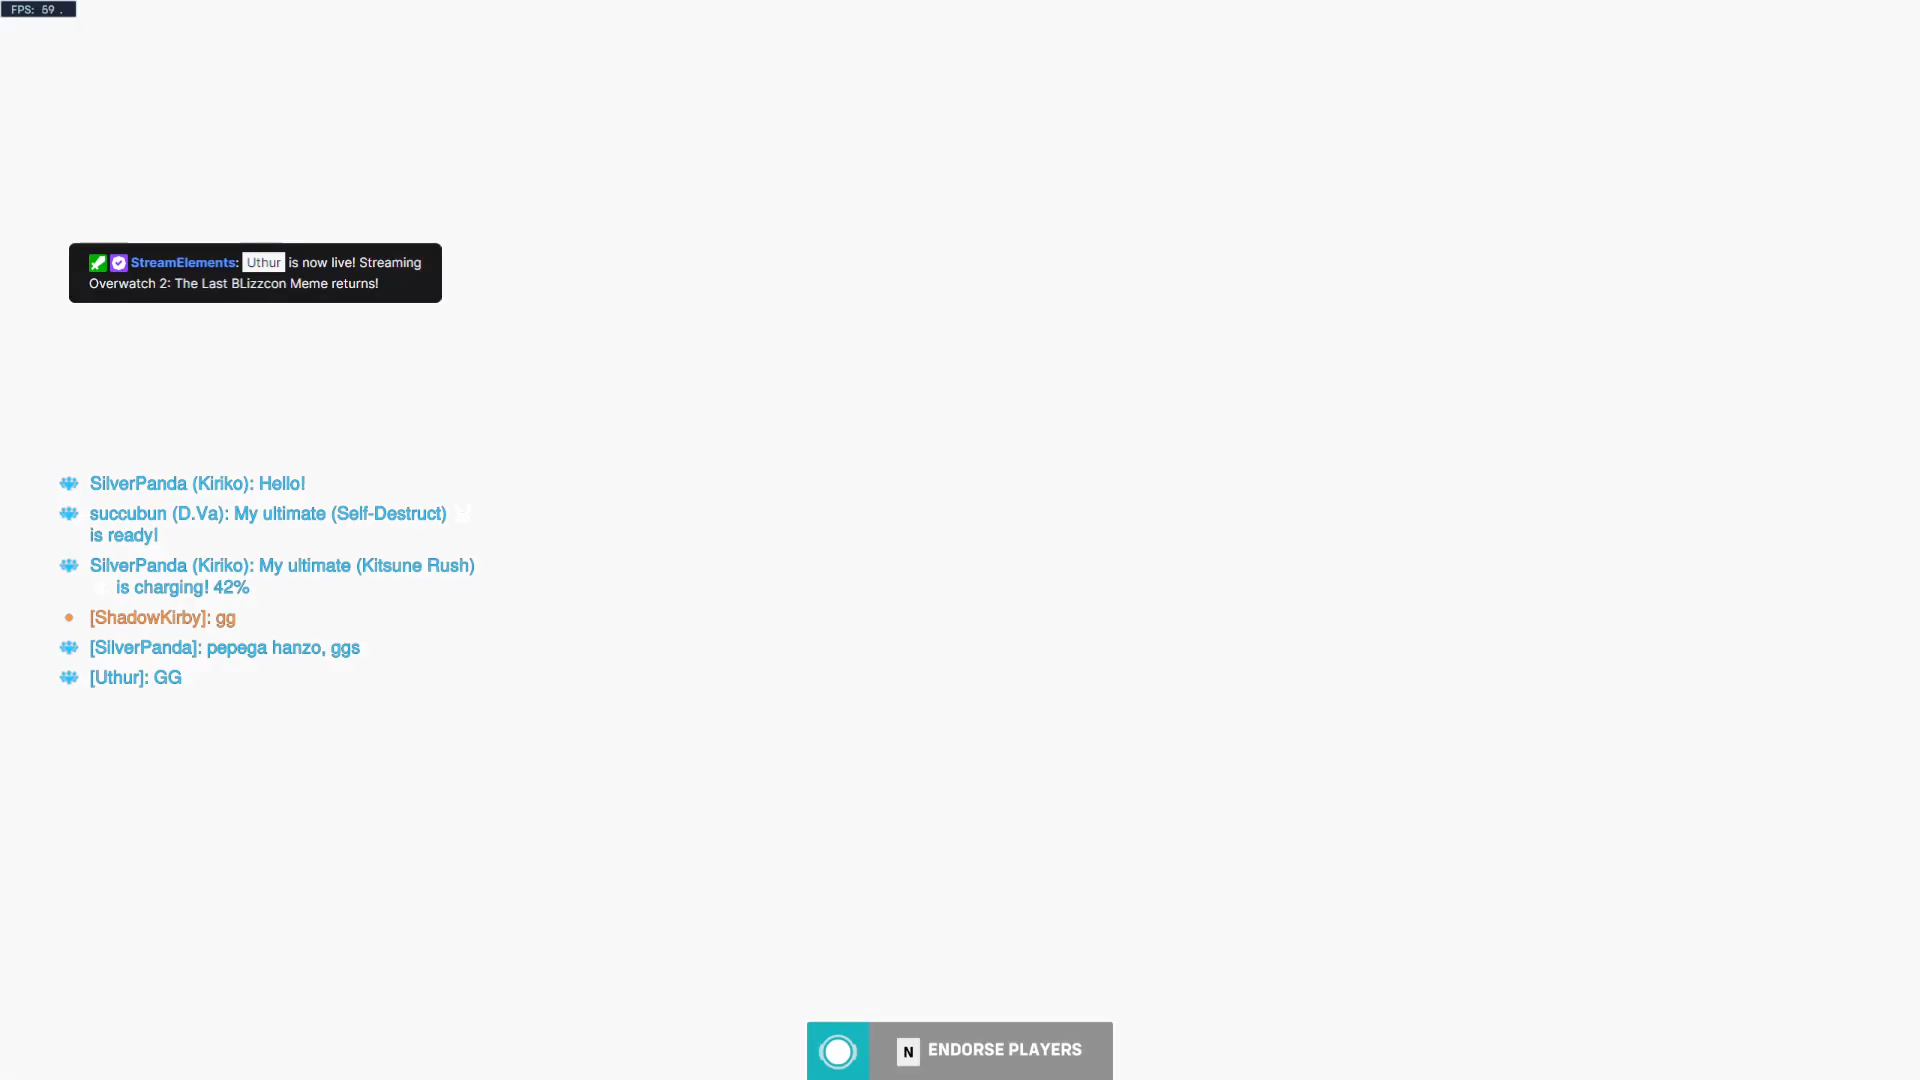 FPS: 59 .
StreamElements: Uthur is now live! Streaming
Overwatch 2: The Last BLizzcon Meme returns!
SilverPanda (Kiriko): Hello!
succubun (D.Va): My ultimate (Self-Destruct)
is ready!
SilverPanda (Kiriko): My ultimate (Kitsune Rush)
is charging! 42%
[ShadowKirby]: gg
[SilverPanda]: pepega hanzo, ggs
[Uthur]: GG
N ENDORSE PLAYERS